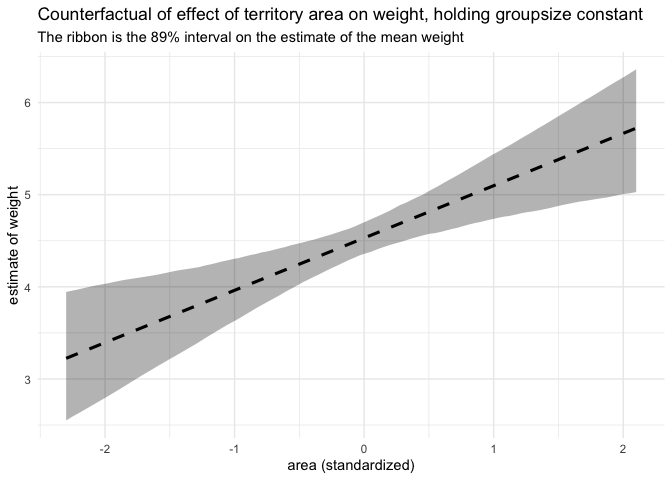 Counterfactual of effect of territory area on weight, holding groupsize constant
The ribbon is the 89% interval on the estimate of the mean weight
6
5
4
3
estimate of weight
-2 -1 0 1 2
area (standardized)